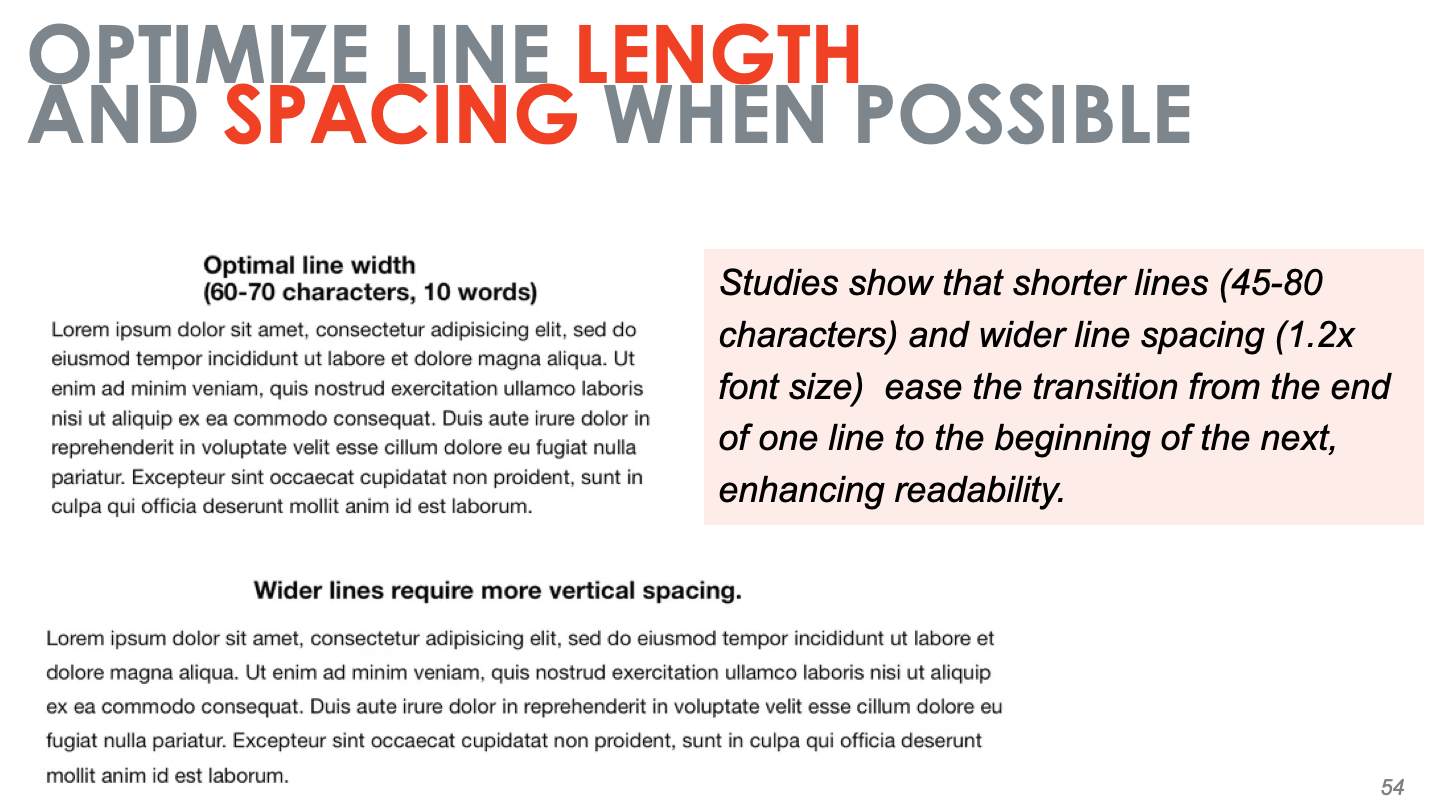 OPTIMIZE LINE LENGTH
AND SPACING WHEN POSSIBLE
Optimal line width
(60-70 characters, 10 words)
Lorem ipsum dolor sit amet, consectetur adipisicing elit, sed do
eiusmod tempor incididunt ut labore et dolore magna aliqua. Ut
enim ad minim veniam, quis nostrud exercitation ullamco laboris
nisi ut aliquip ex ea commodo consequat. Duis aute irure dolor in
reprehenderit in voluptate velit esse cillum dolore eu fugiat nulla
pariatur. Excepteur sint occaecat cupidatat non proident, sunt in
culpa qui officia deserunt mollit anim id est laborum.
Studies show that shorter lines (45-80
characters) and wider line spacing (1.2x
font size)  ease the transition from the end
of one line to the beginning of the next,
enhancing readability.
Wider lines require more vertical spacing.
Lorem ipsum dolor sit amet, consectetur adipisicing elit, sed do eiusmod tempor incididunt ut labore et
dolore magna aliqua. Ut enim ad minim veniam, quis nostrud exercitation ullamco laboris nisi ut aliquip
ex ea commodo consequat. Duis aute irure dolor in reprehenderit in voluptate velit esse cillum dolore eu
fugiat nulla pariatur. Excepteur sint occaecat cupidatat non proident, sunt in culpa qui officia deserunt
mollit anim id est laborum.
54